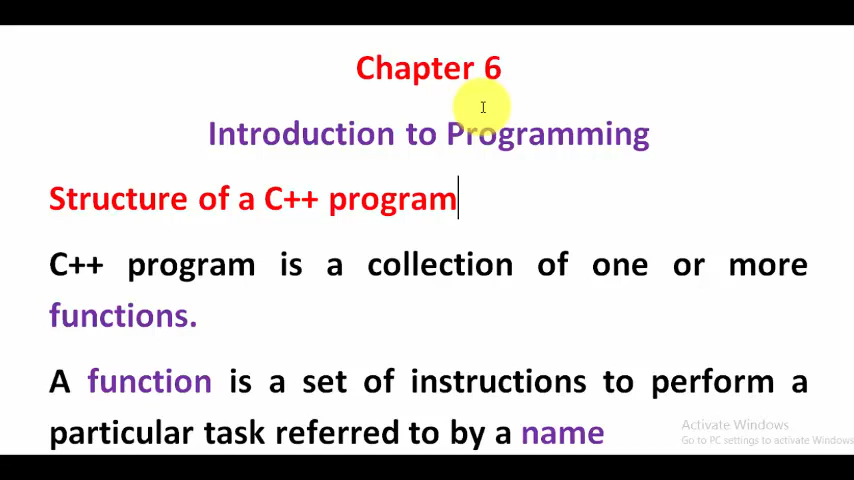 Chapter 6
Introduction to Programming
Structure of a C++ program
C++ program is a collection of one or more
functions.
A function is a set of instructions to perform a
particular task referred to by a name
Activate Windows
Go to PC settings to activate Windows